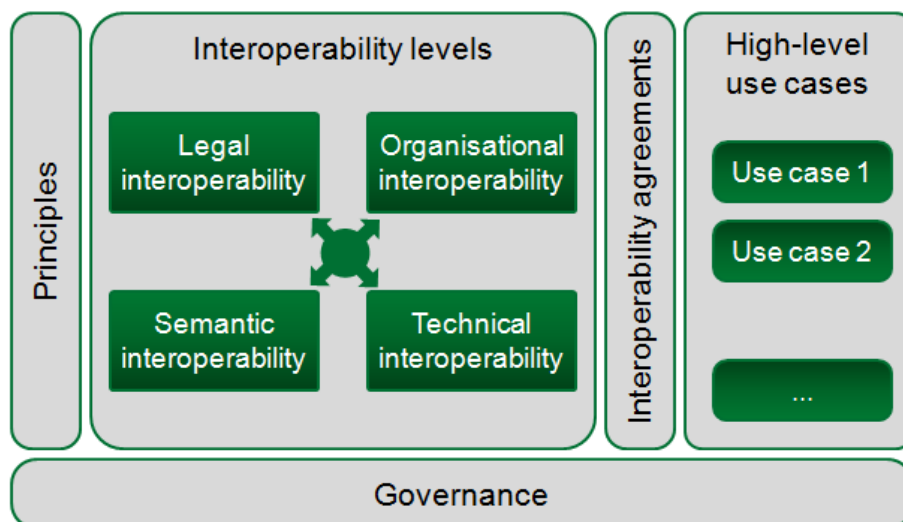 Principles
Interoperability levels
Legal
interoperability
Organisational
interoperability
Semantic
interoperability
Technical
interoperability
Interoperability agreements
High-level
use cases
Use case 1
Use case 2
...
Governance